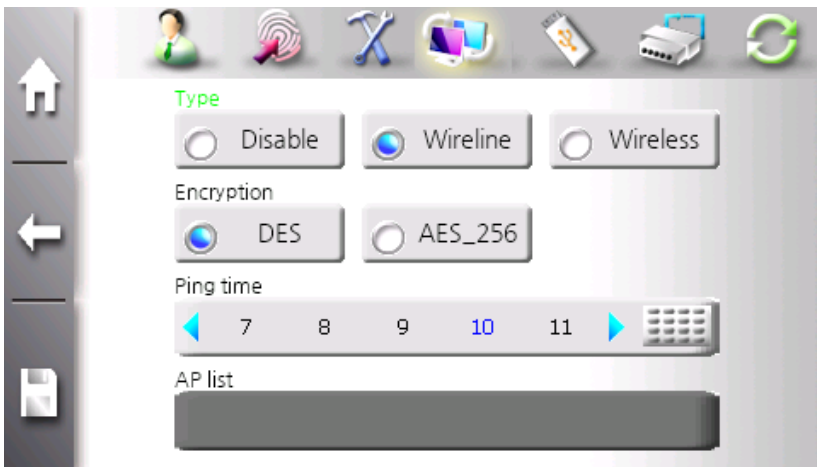 Type
Disable Wireline Wireless
Encryption
DES AES_256
Ping time
7 8 9 10 11
AP list